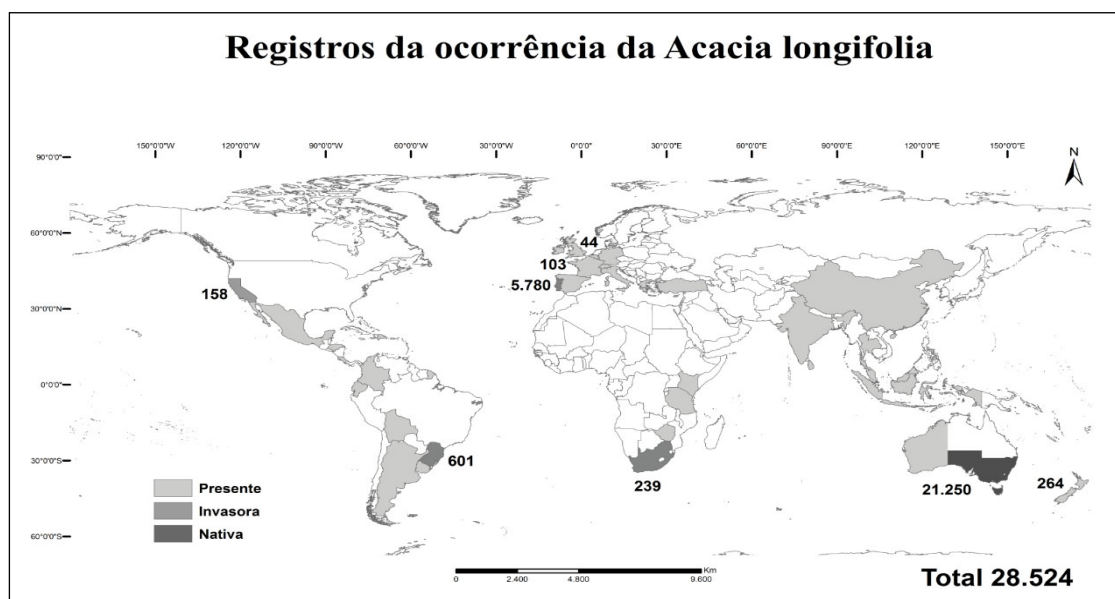 Registros da ocorrência da Acacia longifolia
N
150°0'0"W 120°0'0"W 90°0'0"W 60°0'0"W 30°0'0"W 0°0'0" 30°0'0"E 60°0'0"E 90°0'0"E 120°0'0"E 150°0'0"E
90°0'0"N
60°0'0"N
44
103
5.780
158
30°0'0"N
0°0'0"
30°0'0"S
601
239
21.250
264
Presente
Invasora
Nativa
60°0'0"S
Km
0 2.400 4.800 9.600
Total 28.524